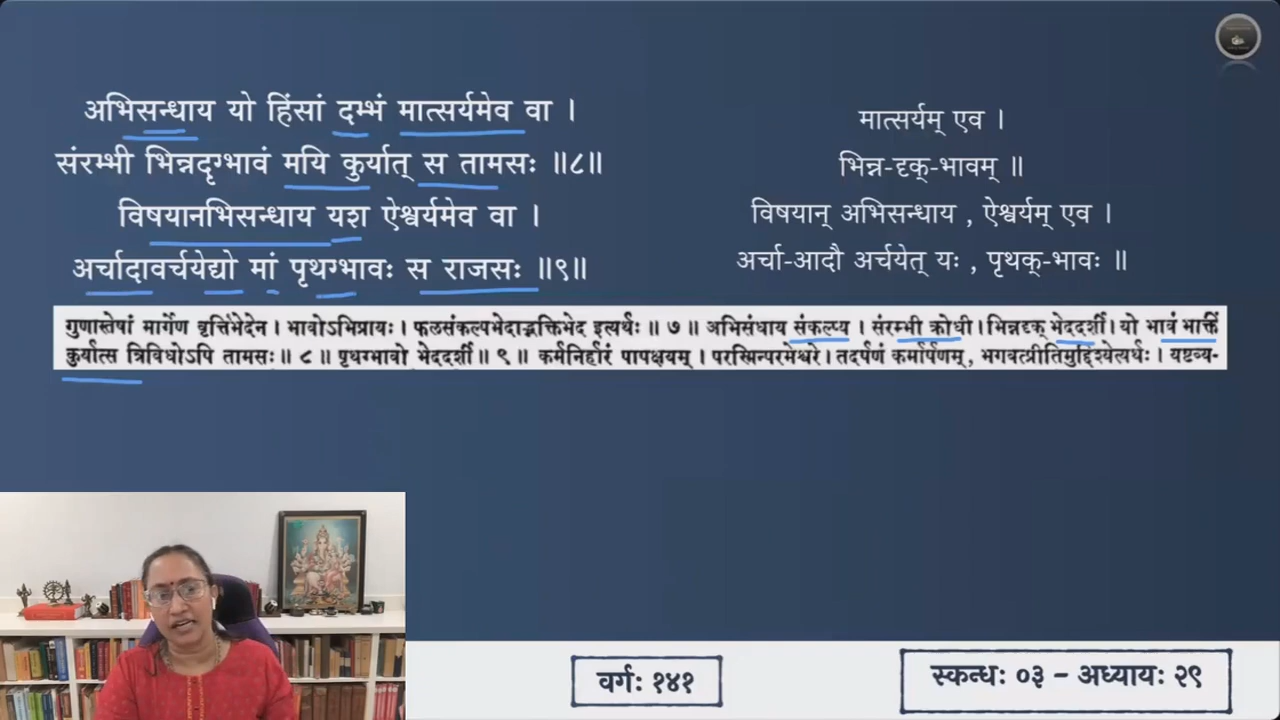 अभिसन्धाय यो हिंसां दम्भं मात्सर्यमेव वा ।
संरम्भी भिन्नदृग्भावं मयि कुर्यात् स तामसः ॥८॥
विषयानभिसन्धाय यश ऐश्वर्यमेव वा ।
अर्चादावर्चयेद्यो मां पृथग्भावः स राजसः ॥९॥
मात्सर्यम् एव ।
भिन्न-दृक्-भावम् ॥
विषयान् अभिसन्धाय , ऐश्वर्यम् एव ।
अर्चा-आदौ अर्चयेत् यः , पृथक्-भावः ॥
गुणास्तेषां मार्गेण वृत्तिभेदेन । भावोऽभिप्रायः । फलसंकल्पभेदाद्भक्तिभेद इत्यर्थः ॥ ७ ॥ अभिसंधाय संकल्प्य । संरम्भी क्रोधी । भिन्नदृक् भेददर्शी । यो भावं भक्तिं
कुर्यात्स त्रिविधोऽपि तामसः ॥ ८ ॥ पृथग्भावो भेददर्शी ॥ ९ ॥ कर्मनिर्हारं पापक्षयम् । परस्मिन्परमेश्वरे । तदर्पणं कर्मार्पणम्, भगवत्प्रीतिमुद्दिश्येत्यर्थः । यष्टव्य-
वर्गः १४१
स्कन्धः ०३ – अध्यायः २९